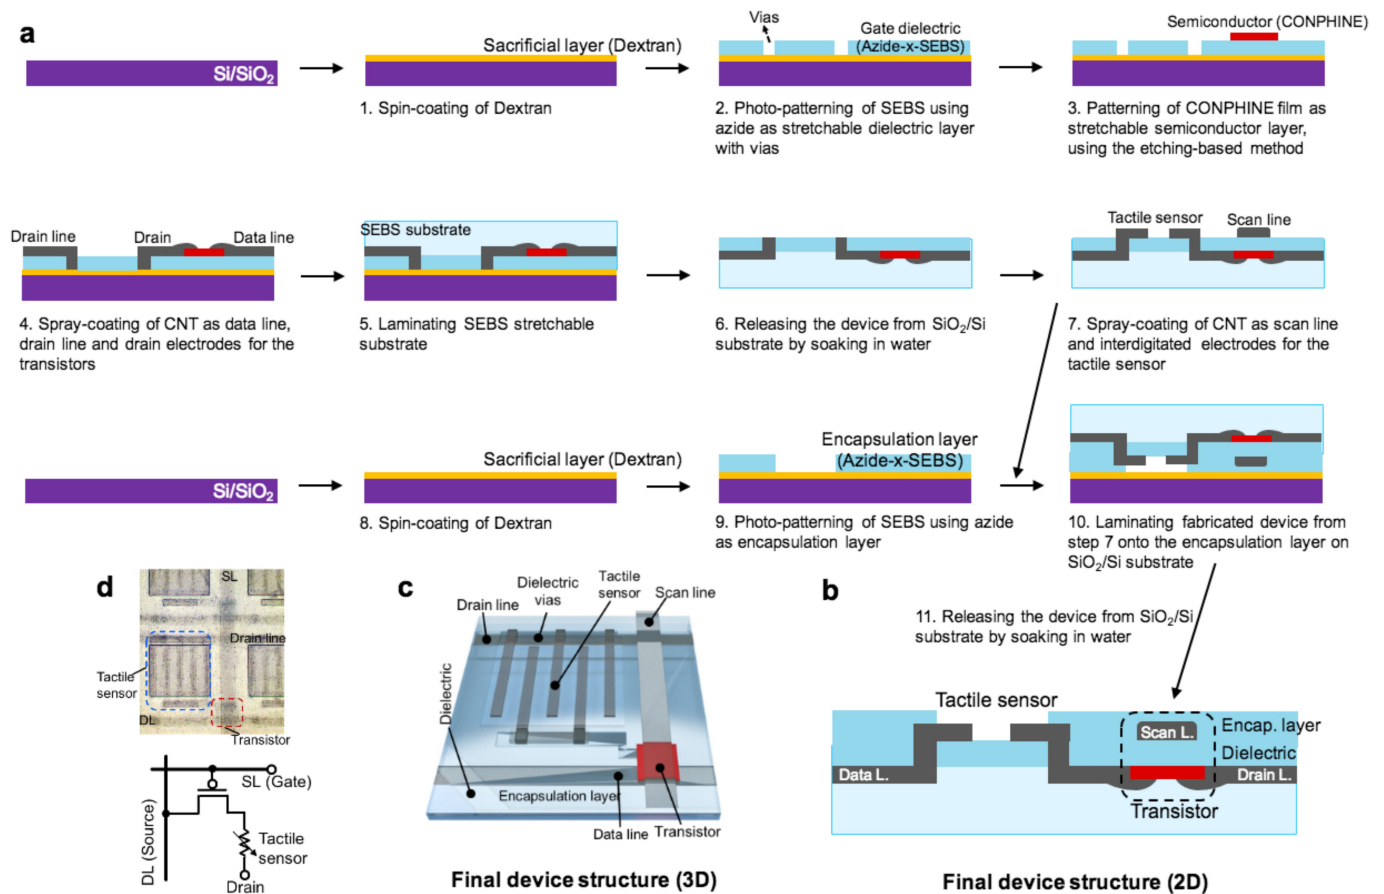 a
Si/SiO2
Sacrificial layer (Dextran)
1. Spin-coating of Dextran
Vias
Gate dielectric
(Azide-x-SEBS)
2. Photo-patterning of SEBS using
azide as stretchable dielectric layer
with vias
Semiconductor (CONPHINE)
3. Patterning of CONPHINE film as
stretchable semiconductor layer,
using the etching-based method
Drain line
Drain
Data line
4. Spray-coating of CNT as data line,
drain line and drain electrodes for the
transistors
SEBS substrate
5. Laminating SEBS stretchable
substrate
6. Releasing the device from SiO2/Si
substrate by soaking in water
Tactile sensor
Scan line
7. Spray-coating of CNT as scan line
and interdigitated electrodes for the
tactile sensor
Si/SiO2
Sacrificial layer (Dextran)
8. Spin-coating of Dextran
Encapsulation layer
(Azide-x-SEBS)
9. Photo-patterning of SEBS using azide
as encapsulation layer
10. Laminating fabricated device from
step 7 onto the encapsulation layer on
SiO2/Si substrate
11. Releasing the device from SiO2/Si
substrate by soaking in water
d
SL
Drain line
Tactile
sensor
DL
Transistor
SL (Gate)
DL (Source)
Tactile
sensor
Drain
c
Drain line
Dielectric
vias
Tactile
sensor
Scan line
Dielectric
Encapsulation layer
Data line
Transistor
Final device structure (3D)
b
Tactile sensor
Scan L.
Encap. layer
Dielectric
Data L.
Drain L.
Transistor
Final device structure (2D)